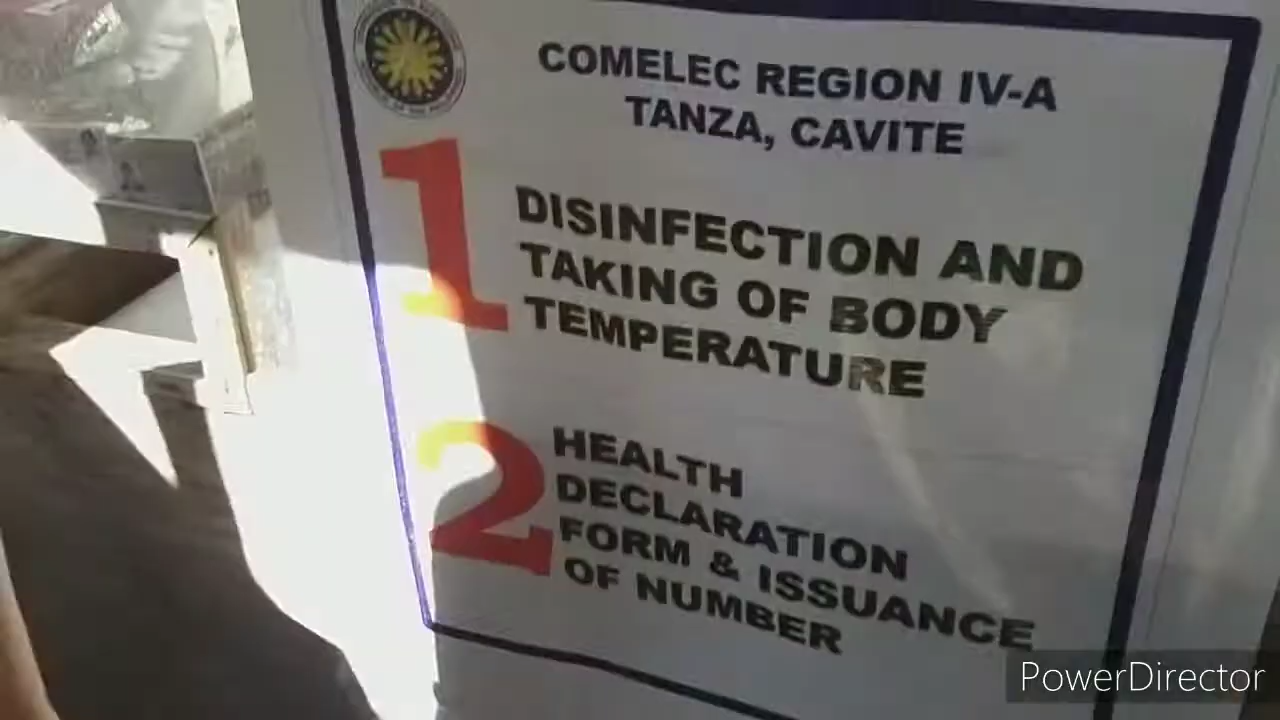 COMELEC REGION IV-A
TANZA, CAVITE
1
DISINFECTION AND
TAKING OF BODY
TEMPERATURE
2
HEALTH
DECLARATION
FORM & ISSUANCE
OF NUMBER
PowerDirector